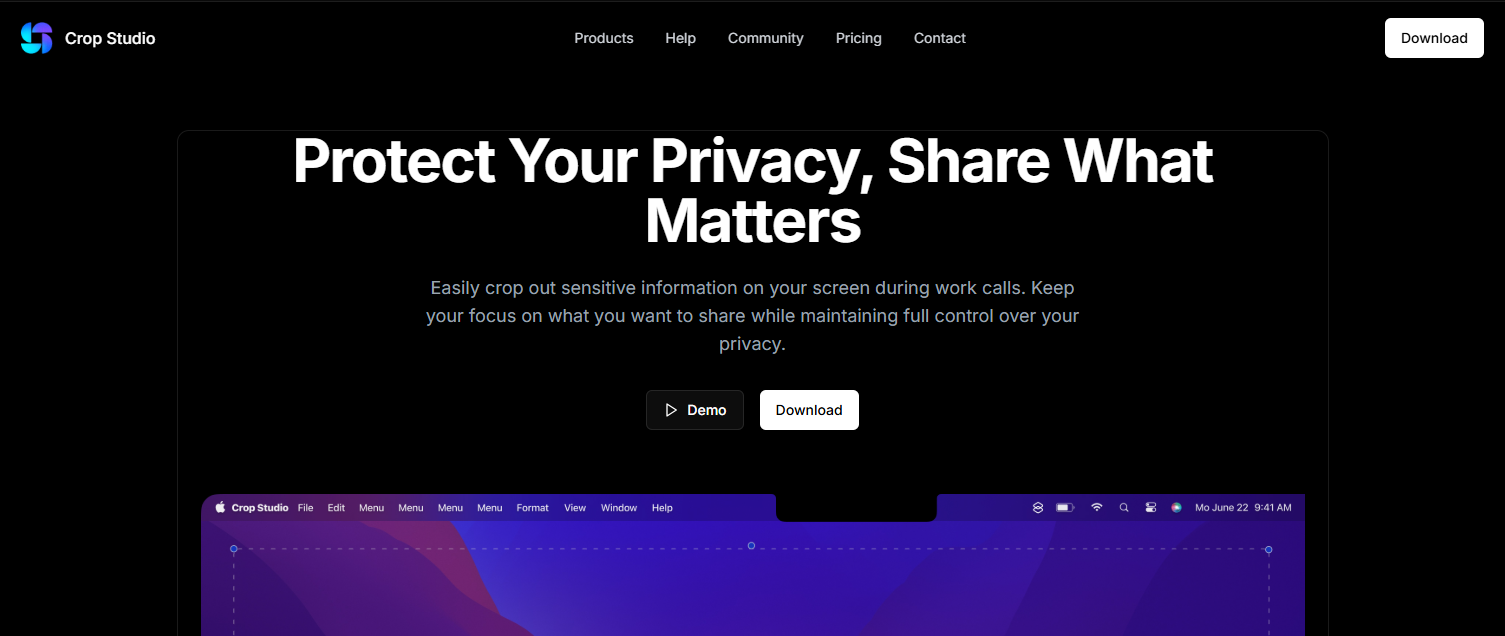 Crop Studio
Products Help Community Pricing Contact
Download
Protect Your Privacy, Share What
Matters
Easily crop out sensitive information on your screen during work calls. Keep
your focus on what you want to share while maintaining full control over your
privacy.
Demo
Download
Crop Studio File Edit Menu Menu Menu Menu Format View Window Help
Mo June 22 9:41 AM